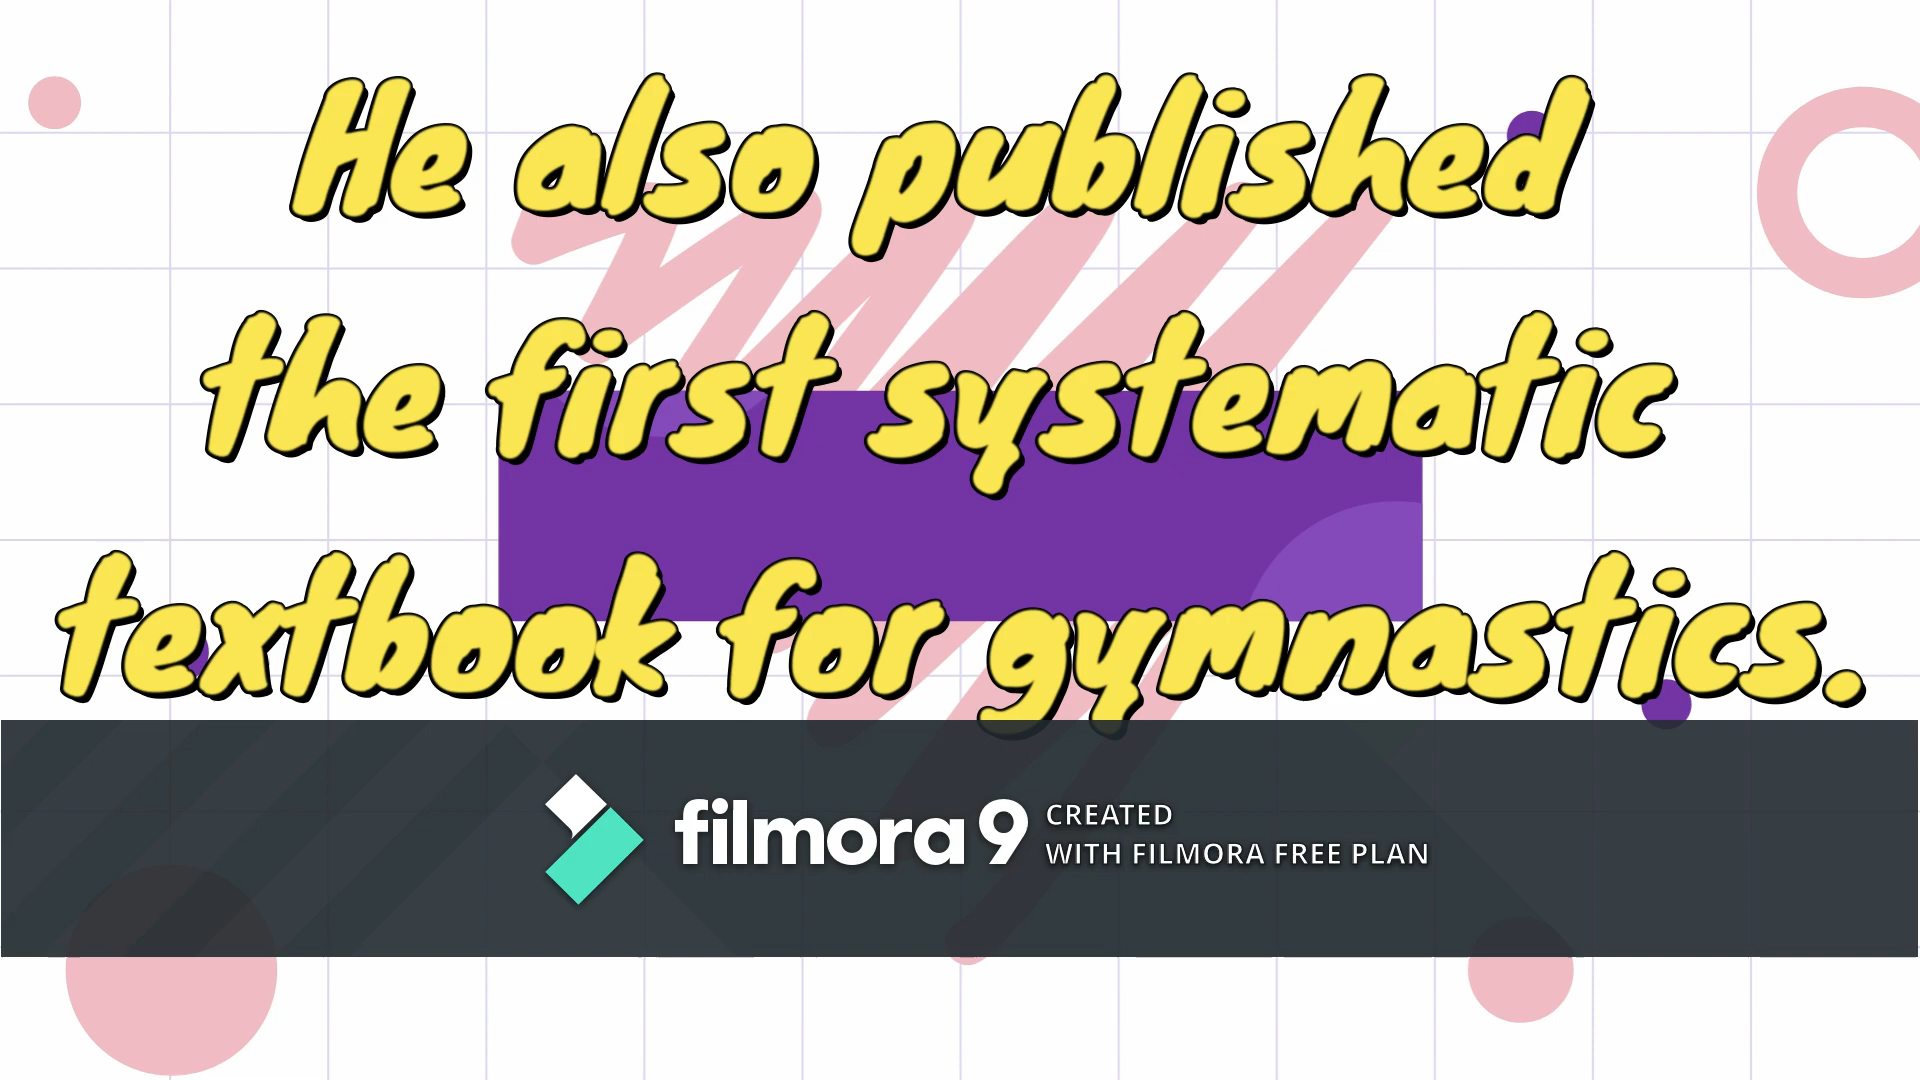 He also published
the first systematic
textbook for gymnastics.
filmora 9 CREATED
WITH FILMORA FREE PLAN